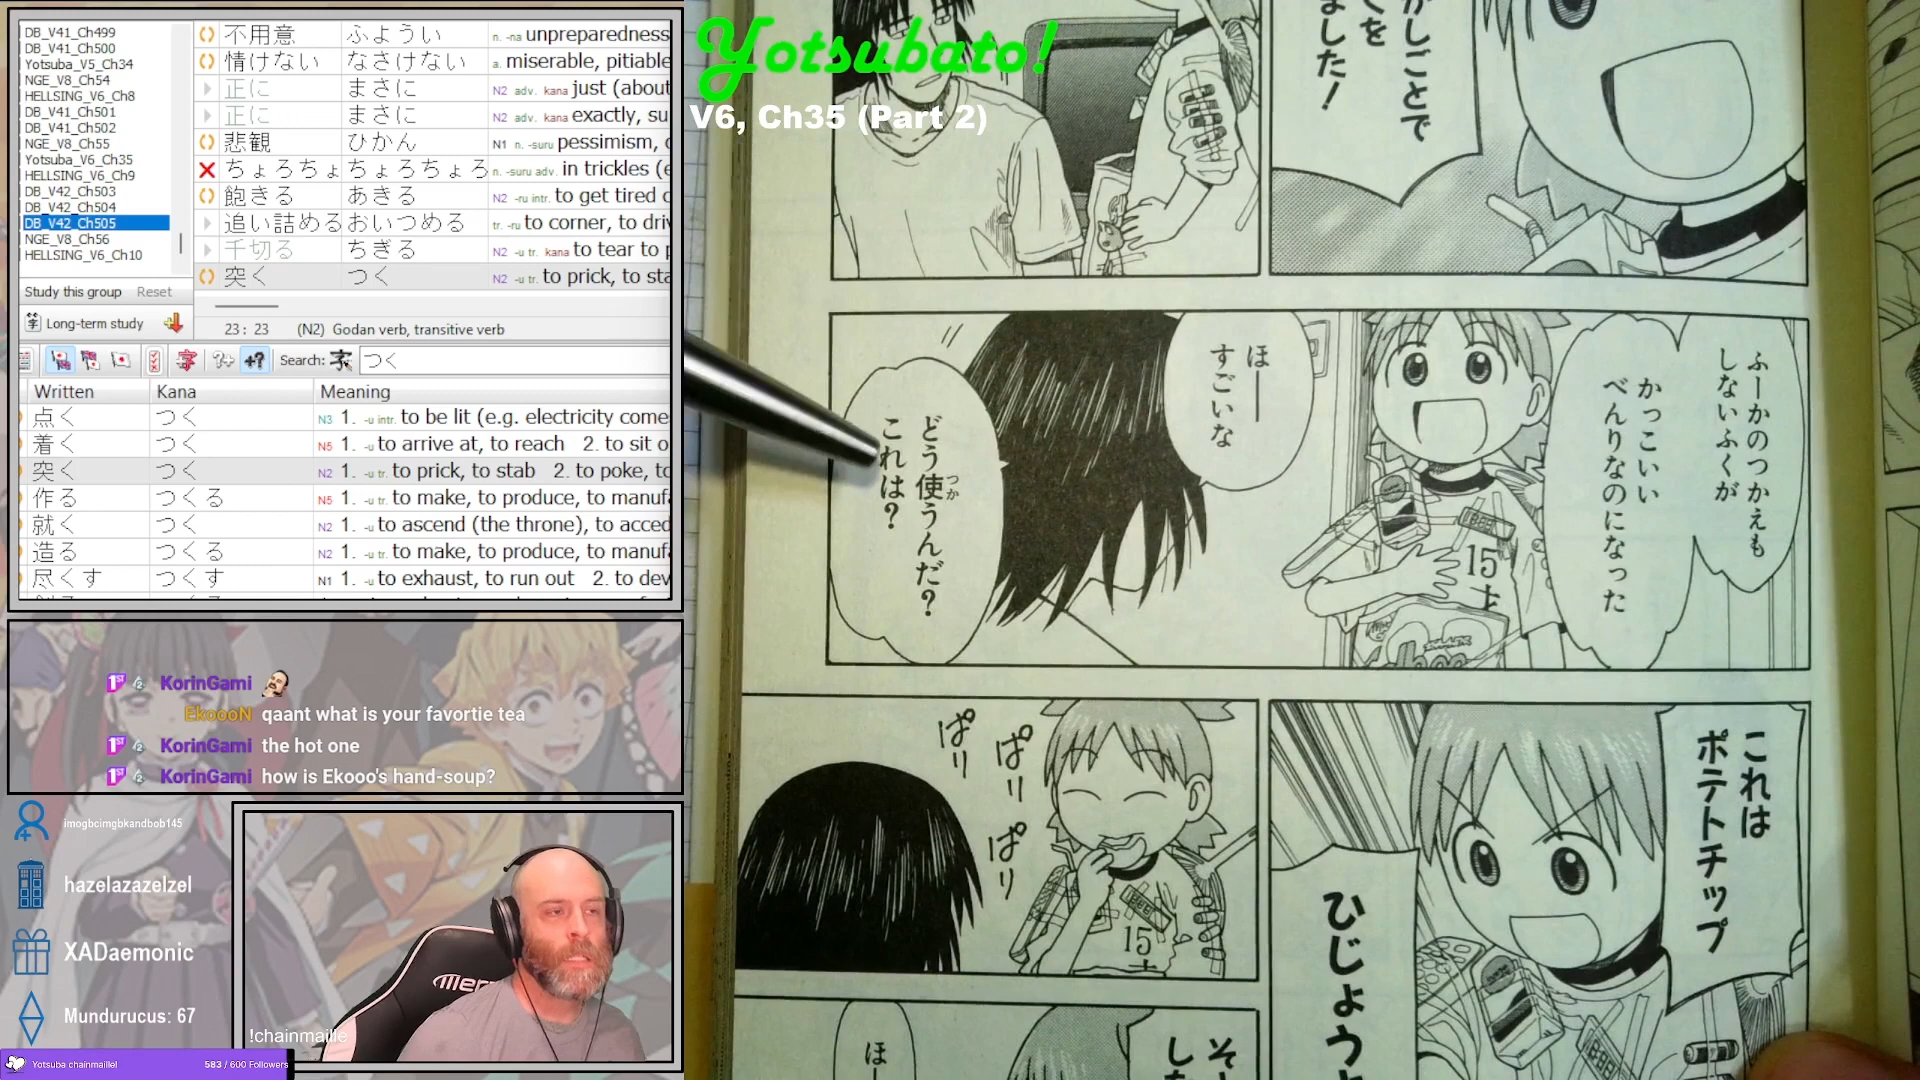 DB_V41_Ch499
DB_V41_Ch500
Yotsuba_V5_Ch34
NGE_V8_Ch54
HELLSING_V6_Ch8
DB_V41_Ch501
DB_V41_Ch502
NGE_V8_Ch55
Yotsuba_V6_Ch35
HELLSING_V6_Ch9
DB_V42_Ch503
DB_V42_Ch504
DB_V42_Ch505
NGE_V8_Ch56
HELLSING_V6_Ch10
Study this group Reset
Long-term study
不用意 ふようい n. -na unpreparedness
情けない なさけない a. miserable, pitiable
正に まさに N2 adv. kana just (about
正に まさに N2 adv. kana exactly, su
悲観 ひかん N1 n. -suru pessimism,
ちょろちょ ちょろちょろ n. -suru adv. in trickles (e
飽きる あきる N2 -ru intr. to get tired
追い詰める おいつめる tr. -ru to corner, to driv
千切る ちぎる N2 -u tr. kana to tear to
突く つく N2 -u tr. to prick, to sta
23: 23 (N2) Godan verb, transitive verb
Search: 字 つく
Written Kana Meaning
点く つく N3 1. -u intr. to be lit (e.g. electricity come
着く つく N5 1. -u to arrive at, to reach 2. to sit o
突く つく N2 1. -u tr. to prick, to stab 2. to poke, to
作る つくる N5 1. -u tr. to make, to produce, to manuf
就く つく N2 1. -u to ascend (the throne), to acced
造る つくる N2 1. -u tr. to make, to produce, to manuf
尽くす つくす N1 1. -u to exhaust, to run out 2. to dev
KorinGami
EkoooN qaant what is your favortie tea
KorinGami the hot one
KorinGami how is Ekooo's hand-soup?
imogbcimgbkandbob145
hazelazazelzel
XADaemonic
Mundurucus: 67
Yotsuba chainmaille! 583 / 600 Followers
!chainmaille
Yotsubato!
V6, Ch35 (Part 2)
かしごとで
ました!
ふーかのつかえも
しないふくが
かっこいい
べんりなのになった
ほー
すごいな
どう使うんだ?
つか
これは?
15
才
これは
ポテトチップ
ひじょう
ぱり
ぱり
ぱり
15
ほー